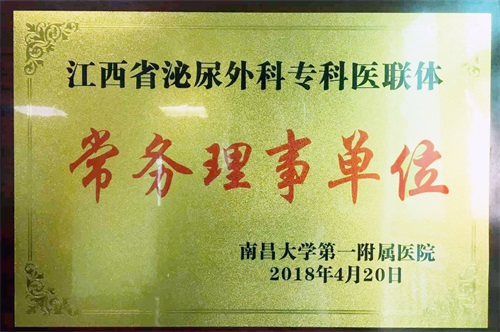 江西省泌尿外科专科医联体
常务理事单位
南昌大学第一附属医院
2018年4月20日